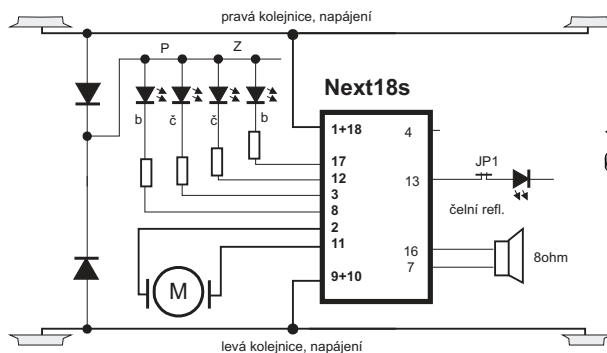 pravá kolejnice, napájení
P Z
Next18s
b č č b
1+18
4
17
12
3
8
2
11
9+10
13
JP1
čelní refl.
16
7
8ohm
M
levá kolejnice, napájení